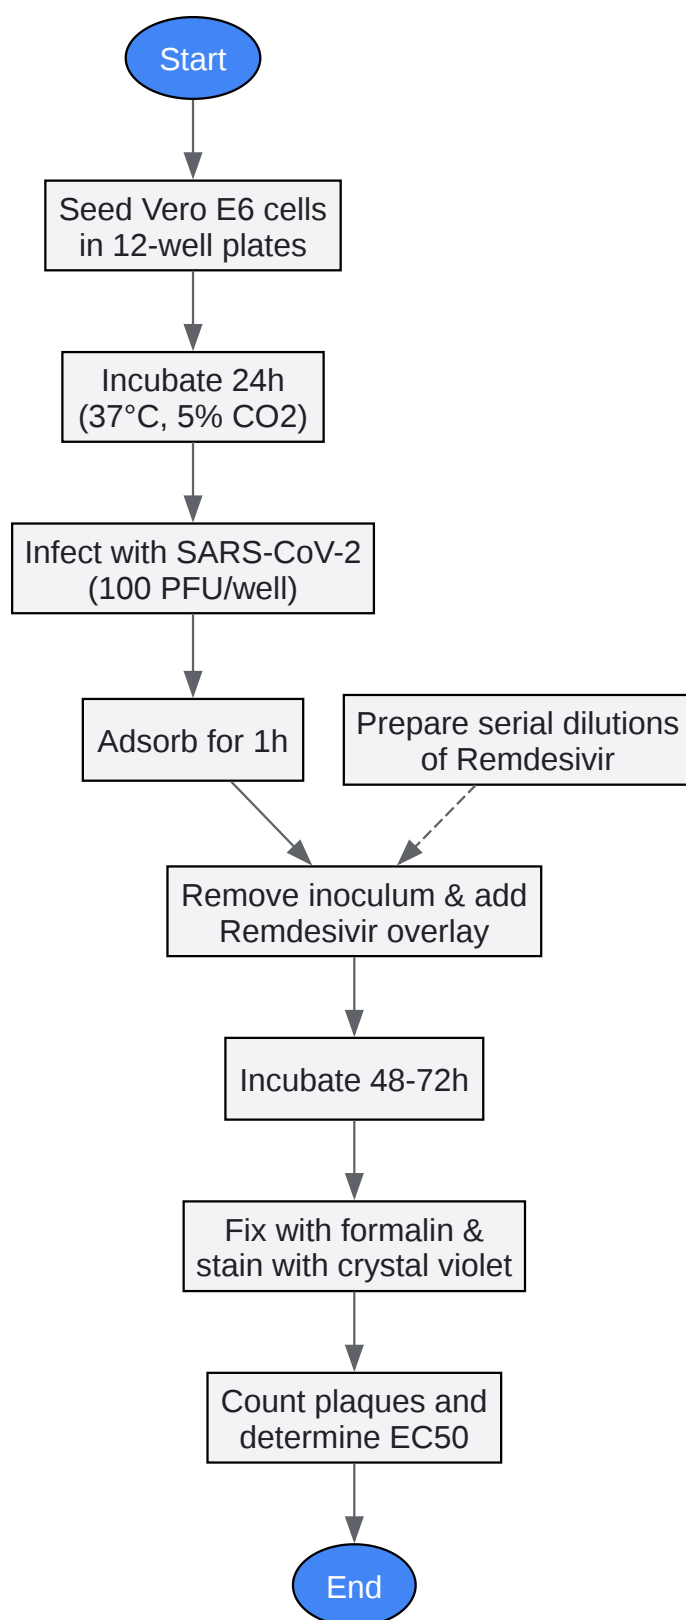 Start
Seed Vero E6 cells
in 12-well plates
Incubate 24h
(37°C, 5% CO2)
Infect with SARS-CoV-2
(100 PFU/well)
Adsorb for 1h
Prepare serial dilutions
of Remdesivir
Remove inoculum & add
Remdesivir overlay
Incubate 48-72h
Fix with formalin &
stain with crystal violet
Count plaques and
determine EC50
End